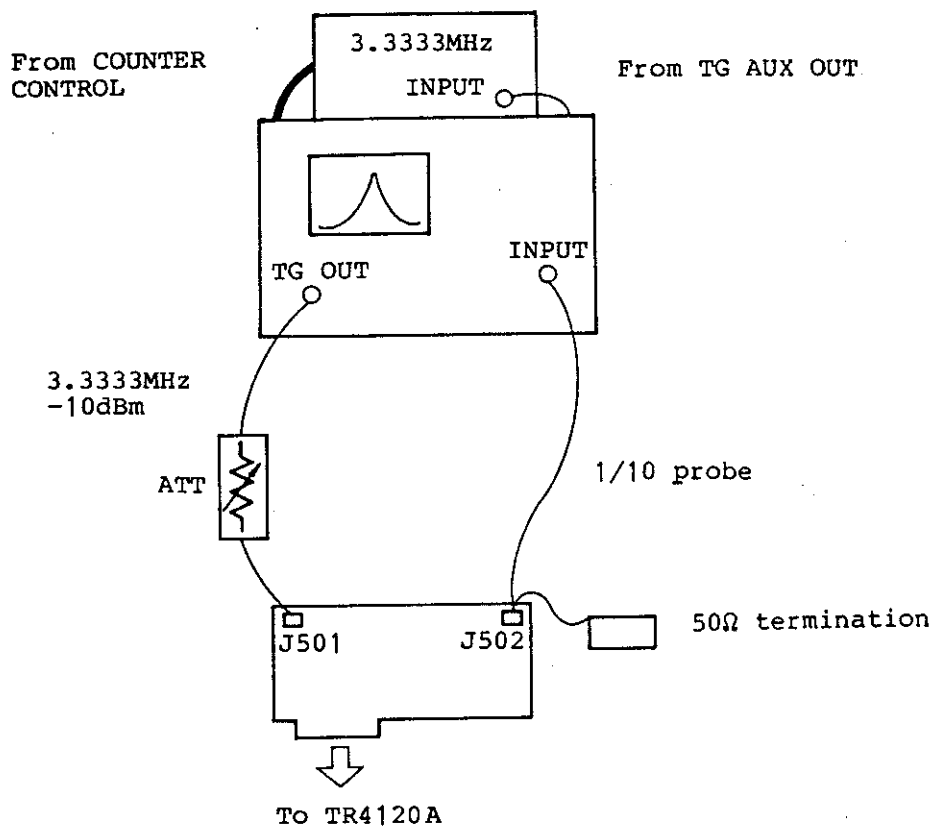 From COUNTER
CONTROL
3.3333MHz
INPUT
From TG AUX OUT
TG OUT
INPUT
3.3333MHz
-10dBm
ATT
1/10 probe
J501
J502
50Ω termination
To TR4120A